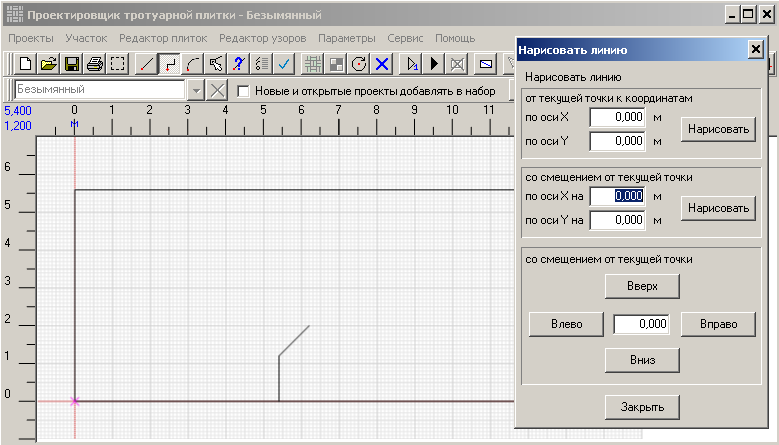 Проектировщик тротуарной плитки - Безымянный
Проекты Участок Редактор плиток Редактор узоров Параметры Сервис Помощь
Безымянный Новые и открытые проекты добавлять в набор
5,400 0 1 2 3 4 5 6 7 8 9 10 11
1,200 м
6
5
4
3
2
1
0
Нарисовать линию
Нарисовать линию
от текущей точки к координатам
по оси X 0,000 м
Нарисовать
по оси Y 0,000 м
со смещением от текущей точки
по оси X на 0,000 м
Нарисовать
по оси Y на 0,000 м
со смещением от текущей точки
Вверх
Влево 0,000 Вправо
Вниз
Закрыть